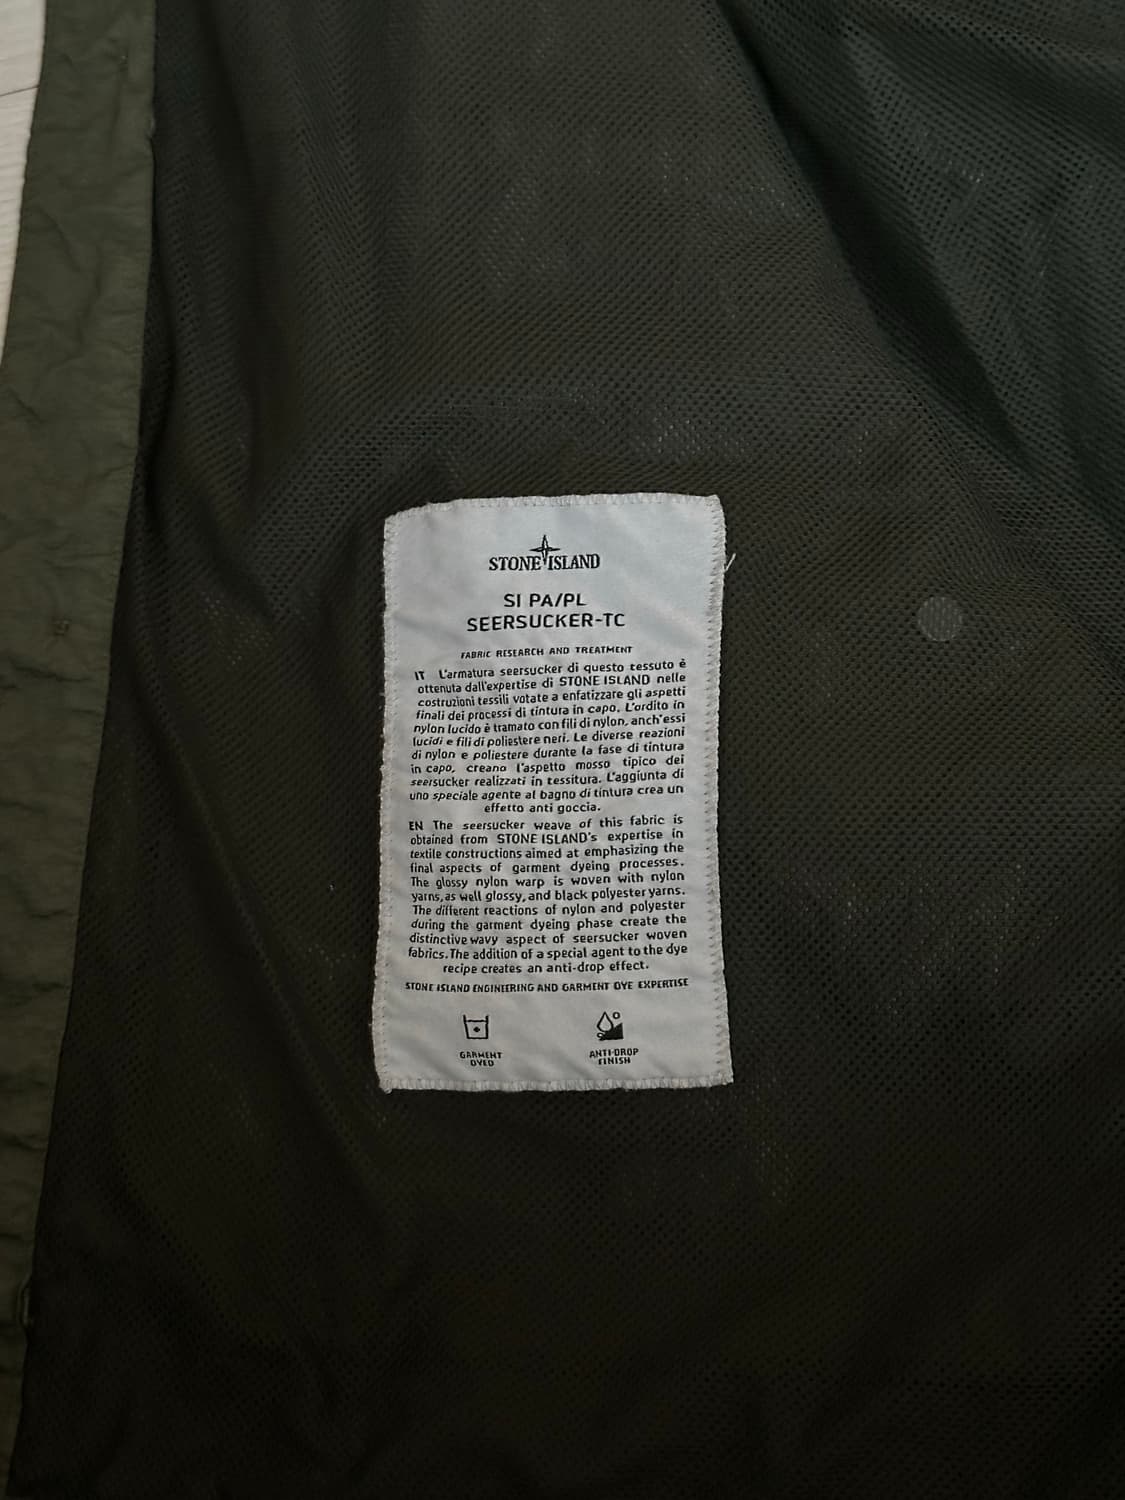 STONE ISLAND
SI PA/PL
SEERSUCKER-TC
FABRIC RESEARCH AND TREATMENT
IT L'armatura seersucker di questo tessuto è
ottenuta dall'expertise di STONE ISLAND nelle
costruzioni tessili votate a enfatizzare gli aspetti
finali dei processi di tintura in capo. L'ordito in
nylon lucido è tramato con fili di nylon, anch'essi
lucidi e fili di poliestere neri. Le diverse reazioni
di nylon e poliestere durante la fase di tintura
in capo, creano l'aspetto mosso tipico dei
seersucker realizzati in tessitura. L'aggiunta di
uno speciale agente al bagno di tintura crea un
effetto anti goccia.
EN The seersucker weave of this fabric is
obtained from STONE ISLAND's expertise in
textile constructions aimed at emphasizing the
final aspects of garment dyeing processes.
The glossy nylon warp is woven with nylon
yarns, as well glossy, and black polyester yarns.
The different reactions of nylon and polyester
during the garment dyeing phase create the
distinctive wavy aspect of seersucker woven
fabrics. The addition of a special agent to the dye
recipe creates an anti-drop effect.
STONE ISLAND ENGINEERING AND GARMENT DYE EXPERTISE
GARMENT DYED
ANTI-DROP FINISH